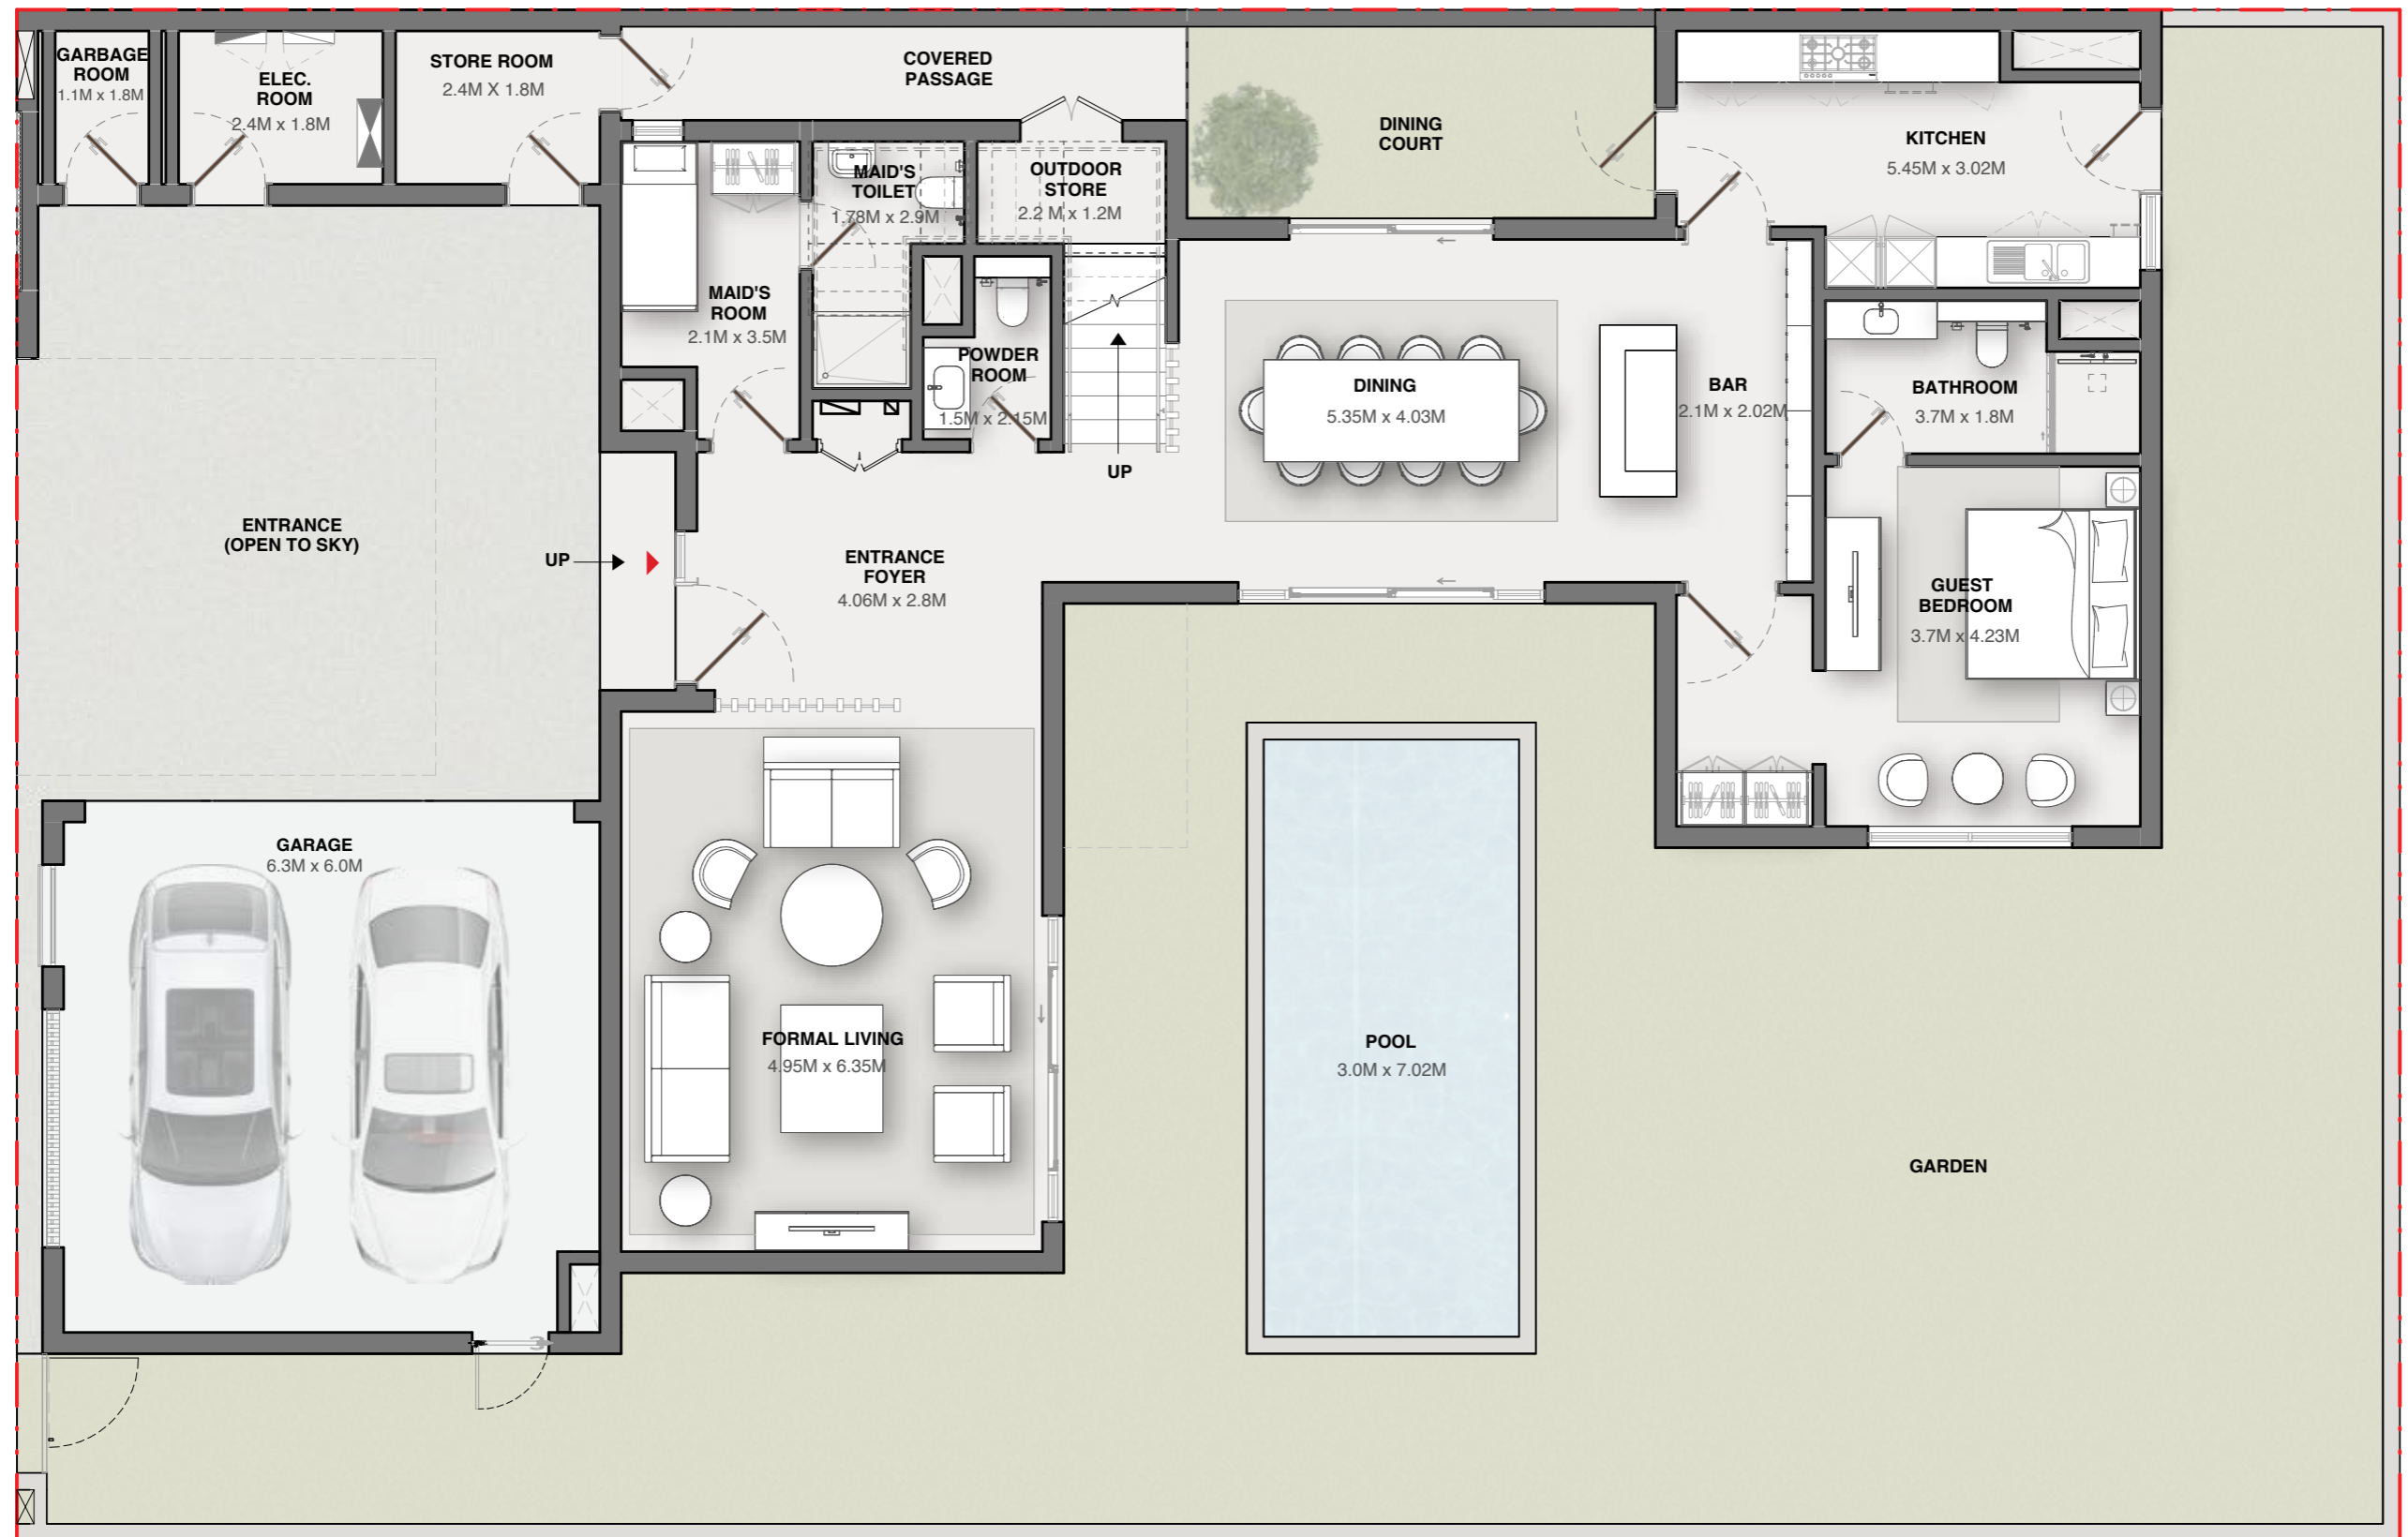 GARBAGE
ROOM
1.1M x 1.8M
ELEC.
ROOM
2.4M x 1.8M
STORE ROOM
2.4M X 1.8M
COVERED
PASSAGE
DINING
COURT
KITCHEN
5.45M x 3.02M
MAID'S
TOILET
1.78M x 2.9M
OUTDOOR
STORE
2.2 M x 1.2M
MAID'S
ROOM
2.1M x 3.5M
POWDER
ROOM
1.5M x 2.15M
UP
DINING
5.35M x 4.03M
BAR
2.1M x 2.02M
BATHROOM
3.7M x 1.8M
ENTRANCE
(OPEN TO SKY)
UP
ENTRANCE
FOYER
4.06M x 2.8M
GUEST
BEDROOM
3.7M x 4.23M
GARAGE
6.3M x 6.0M
FORMAL LIVING
4.95M x 6.35M
POOL
3.0M x 7.02M
GARDEN